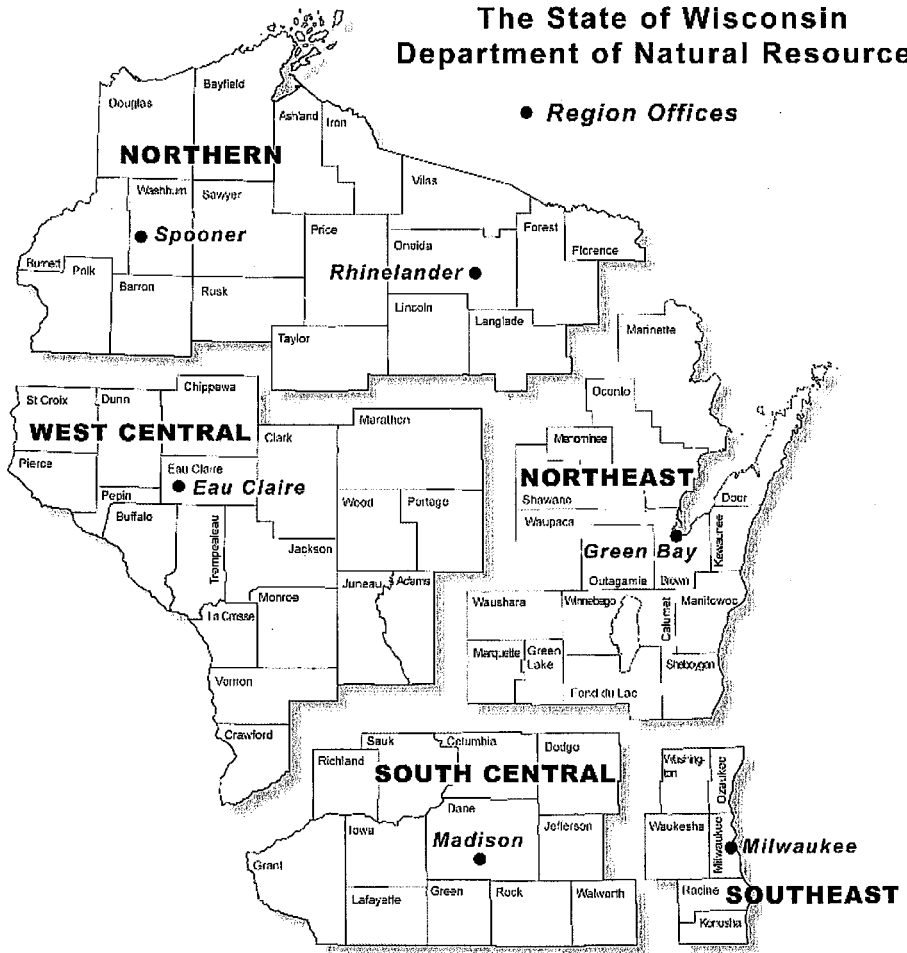 The State of Wisconsin
Department of Natural Resource
Region Offices
Douglas
Bayfield
Ashland
Iron
NORTHERN
Vilas
Washburn
Sawyer
Spooner
Price
Oneida
Forest
Florence
Burnett
Polk
Rhinelander
Barron
Rusk
Lincoln
Langlade
Taylor
Marinette
St Croix
Dunn
Chippewa
Oconto
Marathon
WEST CENTRAL
Clark
Menominee
Pierce
Eau Claire
Eau Claire
NORTHEAST
Pepin
Wood
Portage
Shawano
Door
Buffalo
Waupaca
Trempealeau
Kewaunee
Jackson
Green Bay
Juneau
Adams
Outagamie
Brown
Monroe
Waushara
Winnebago
Calumet
Manitowoc
La Crosse
Marquette
Green
Lake
Sheboygan
Vernon
Fond du Lac
Crawford
Sauk
Columbia
Dodge
Richland
SOUTH CENTRAL
Washing-
ton
Ozaukee
Dane
Iowa
Jefferson
Waukesha
Milwaukee
Madison
Milwaukee
Grant
Green
Rock
Walworth
Racine
SOUTHEAST
Lafayette
Kenosha